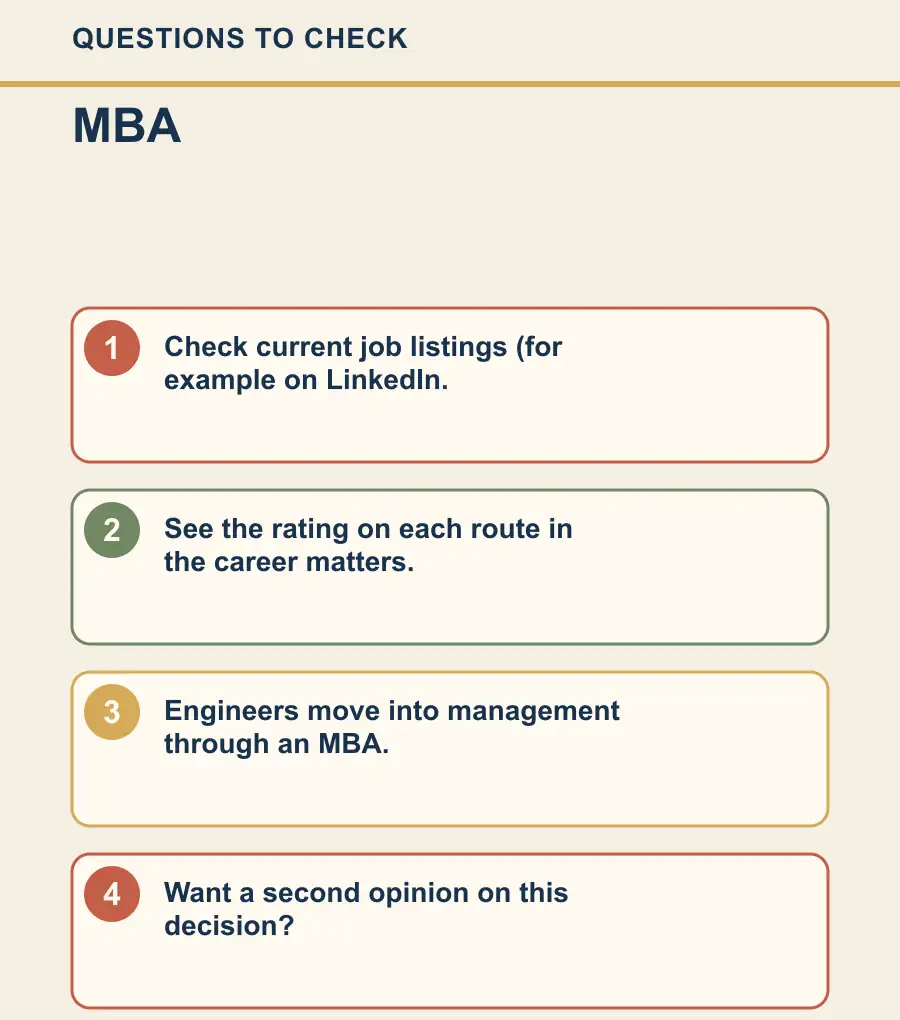 QUESTIONS TO CHECK
MBA
1
Check current job listings (for
example on LinkedIn.
2
See the rating on each route in
the career matters.
3
Engineers move into management
through an MBA.
4
Want a second opinion on this
decision?